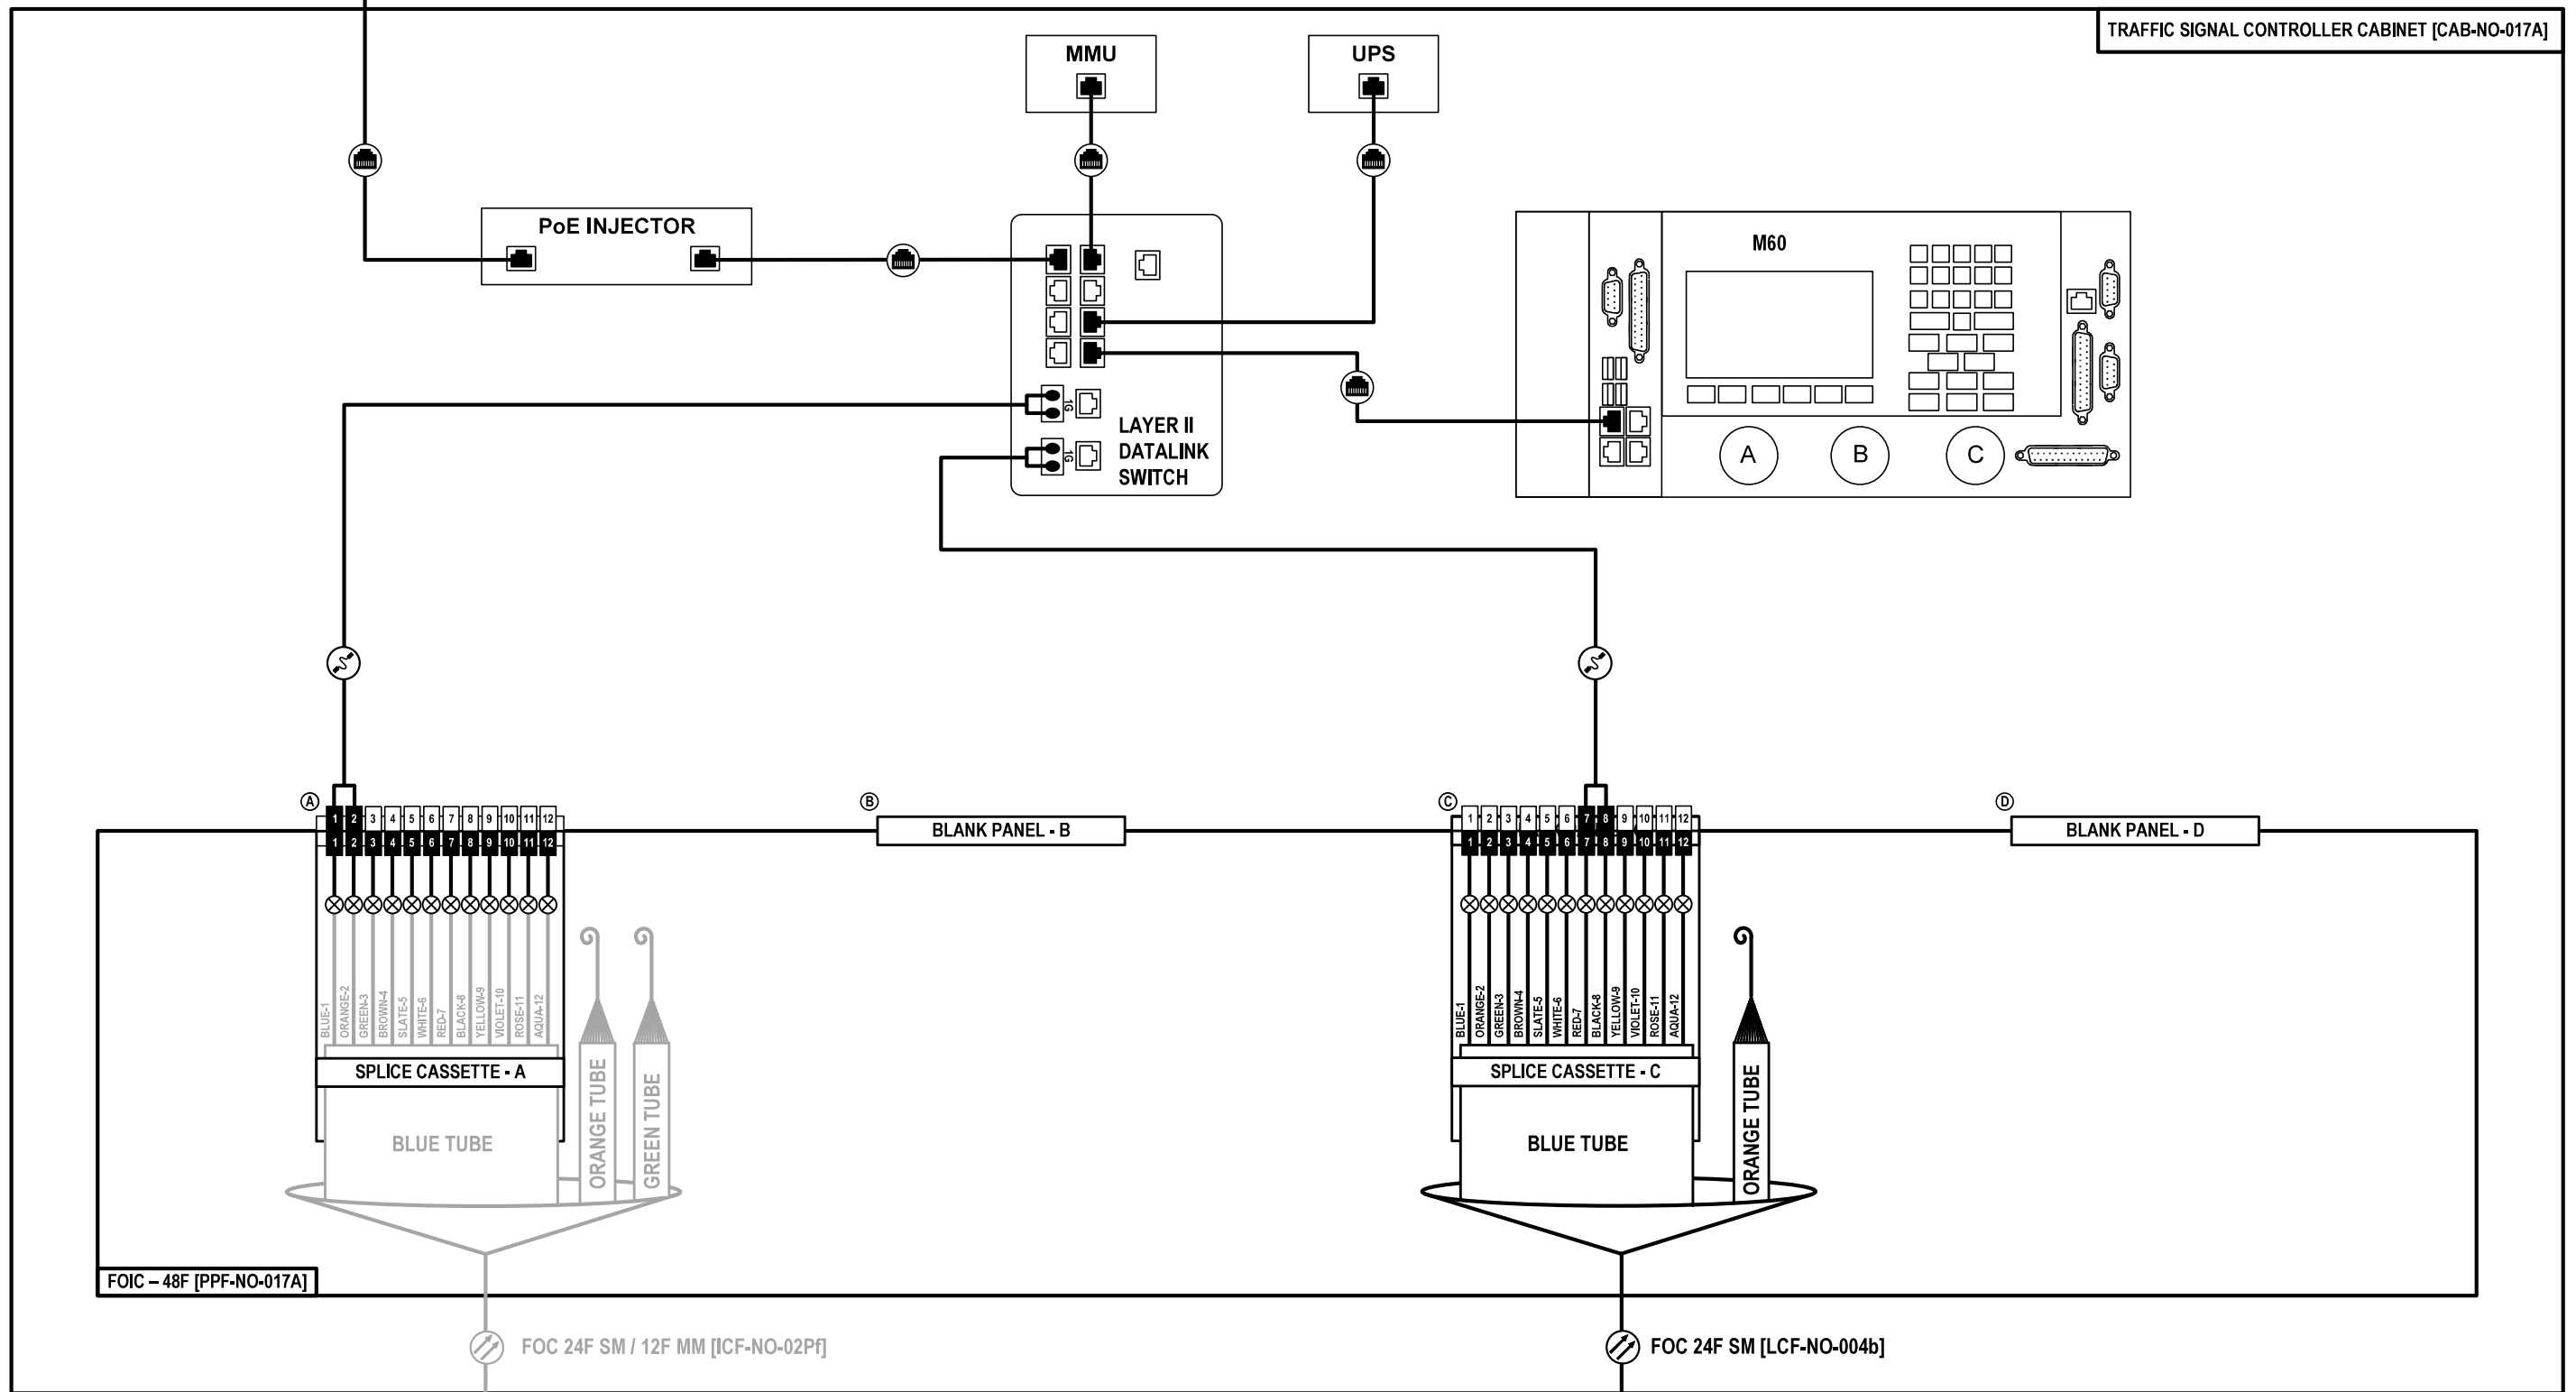 TRAFFIC SIGNAL CONTROLLER CABINET [CAB-NO-017A]
MMU
UPS
PoE INJECTOR
M60
1G
1G
LAYER II
DATALINK
SWITCH
A
B
C
A
1 2 3 4 5 6 7 8 9 10 11 12
1 2 3 4 5 6 7 8 9 10 11 12
B
BLANK PANEL - B
C
1 2 3 4 5 6 7 8 9 10 11 12
1 2 3 4 5 6 7 8 9 10 11 12
D
BLANK PANEL - D
BLUE-1
ORANGE-2
GREEN-3
BROWN-4
SLATE-5
WHITE-6
RED-7
BLACK-8
YELLOW-9
VIOLET-10
ROSE-11
AQUA-12
SPLICE CASSETTE - A
BLUE TUBE
ORANGE TUBE
GREEN TUBE
BLUE-1
ORANGE-2
GREEN-3
BROWN-4
SLATE-5
WHITE-6
RED-7
BLACK-8
YELLOW-9
VIOLET-10
ROSE-11
AQUA-12
SPLICE CASSETTE - C
BLUE TUBE
ORANGE TUBE
FOIC – 48F [PPF-NO-017A]
FOC 24F SM / 12F MM [ICF-NO-02Pf]
FOC 24F SM [LCF-NO-004b]